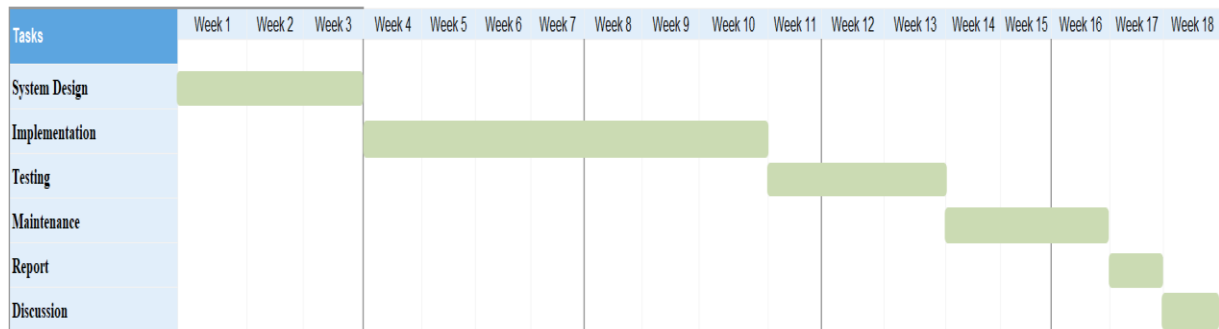 Tasks Week 1 Week 2 Week 3 Week 4 Week 5 Week 6 Week 7 Week 8 Week 9 Week 10 Week 11 Week 12 Week 13 Week 14 Week 15 Week 16 Week 17 Week 18
System Design
Implementation
Testing
Maintenance
Report
Discussion